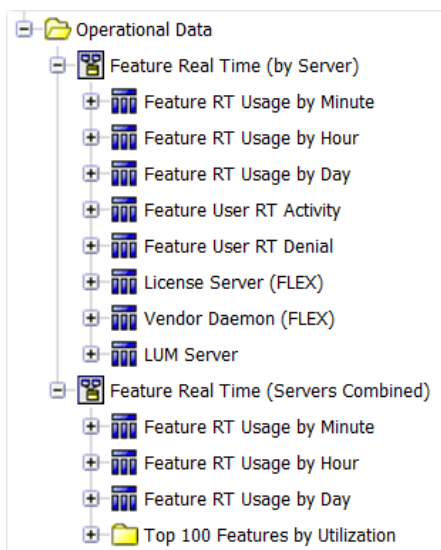 Operational Data
Feature Real Time (by Server)
Feature RT Usage by Minute
Feature RT Usage by Hour
Feature RT Usage by Day
Feature User RT Activity
Feature User RT Denial
License Server (FLEX)
Vendor Daemon (FLEX)
LUM Server
Feature Real Time (Servers Combined)
Feature RT Usage by Minute
Feature RT Usage by Hour
Feature RT Usage by Day
Top 100 Features by Utilization